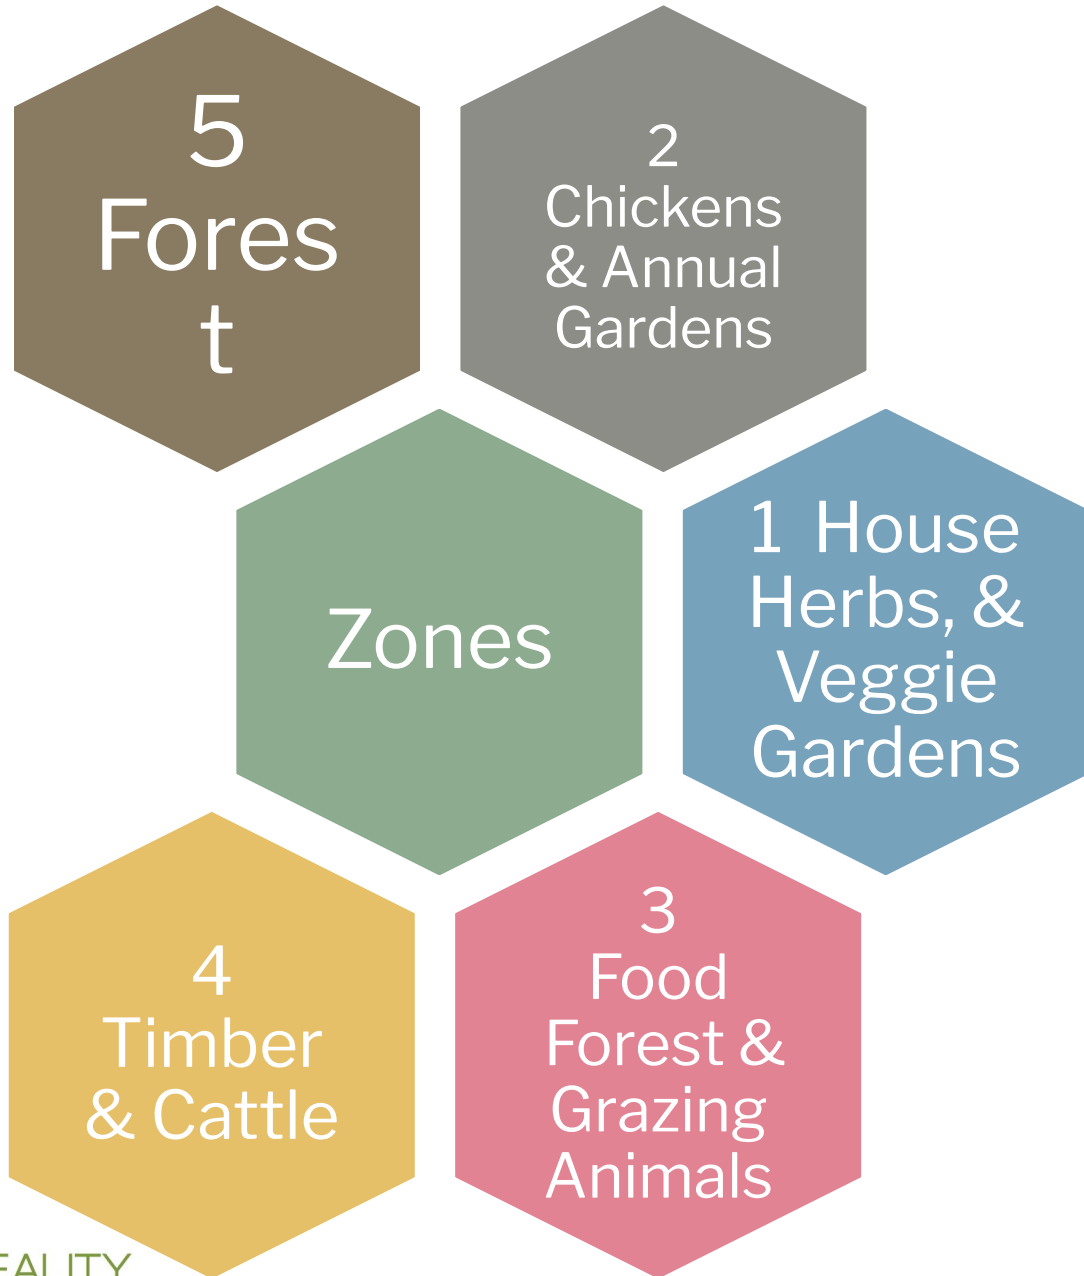 5
Fores
t
2
Chickens
& Annual
Gardens
Zones
1 House
Herbs, &
Veggie
Gardens
4
Timber
& Cattle
3
Food
Forest &
Grazing
Animals